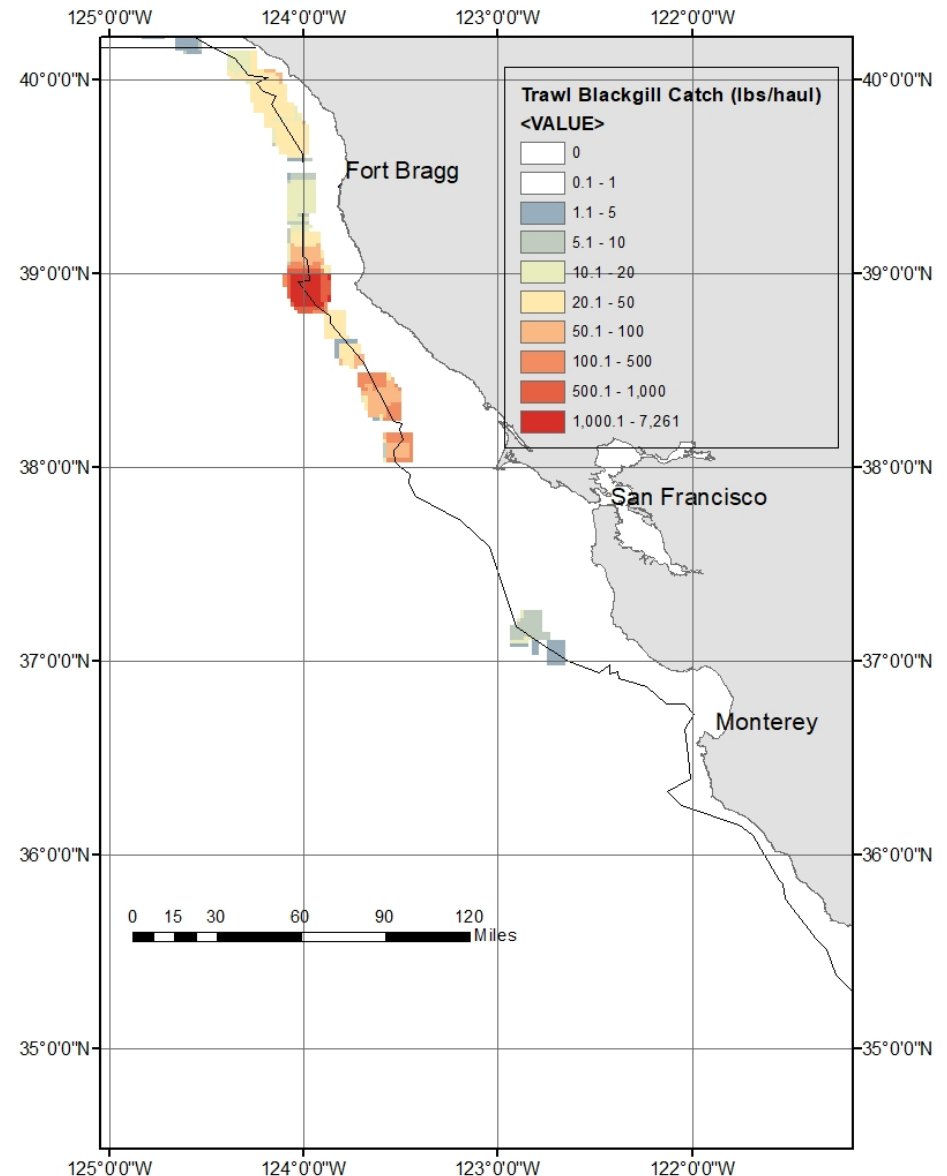 125°0'0"W 124°0'0"W 123°0'0"W 122°0'0"W
40°0'0"N 40°0'0"N
Trawl Blackgill Catch (lbs/haul)
<VALUE>
0
0.1 - 1
1.1 - 5
5.1 - 10
10.1 - 20
20.1 - 50
50.1 - 100
100.1 - 500
500.1 - 1,000
1,000.1 - 7,261
Fort Bragg
39°0'0"N 39°0'0"N
38°0'0"N 38°0'0"N
San Francisco
37°0'0"N 37°0'0"N
Monterey
36°0'0"N 36°0'0"N
0 15 30 60 90 120
Miles
35°0'0"N 35°0'0"N
125°0'0"W 124°0'0"W 123°0'0"W 122°0'0"W